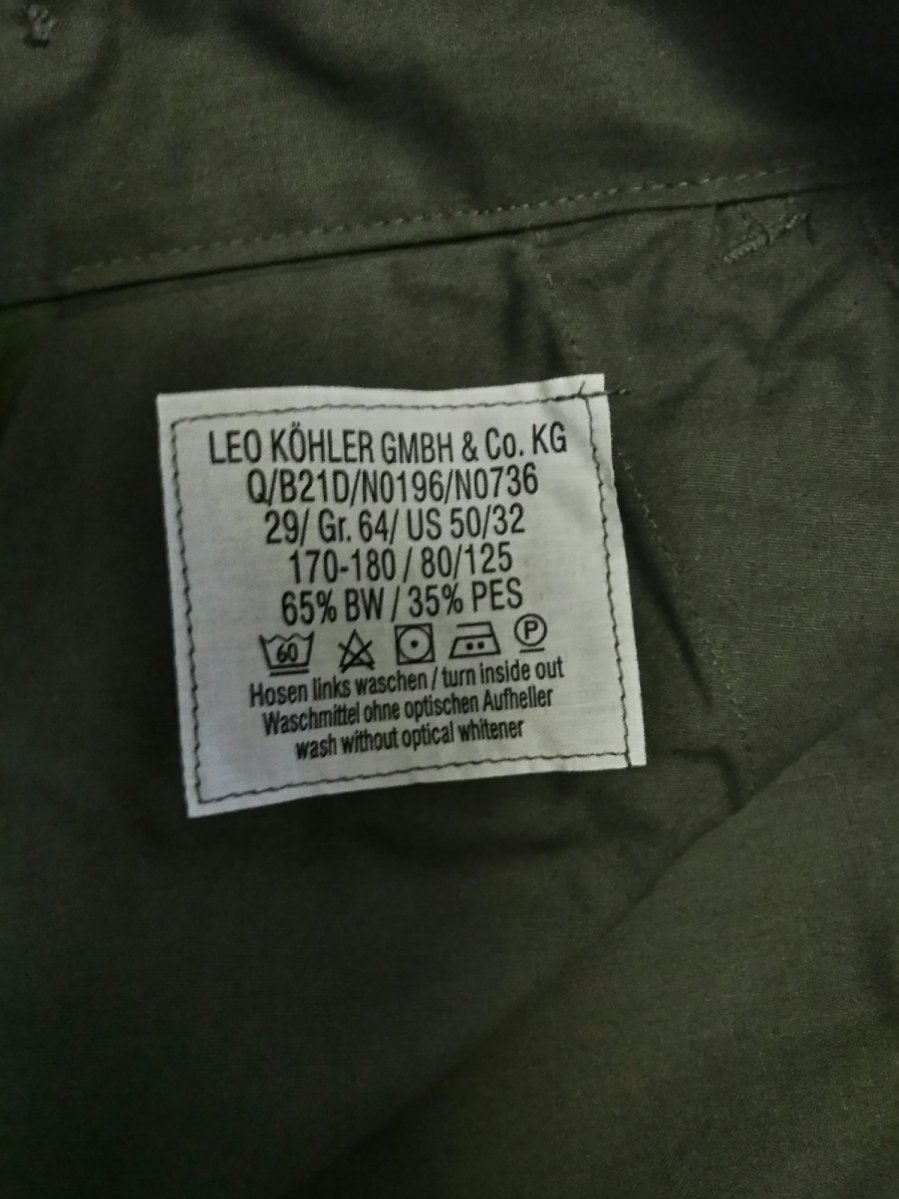 LEO KÖHLER GMBH & Co. KG
Q/B21D/N0196/N0736
29/ Gr. 64/ US 50/32
170-180 / 80/125
65% BW / 35% PES
60 P
Hosen links waschen / turn inside out
Waschmittel ohne optischen Aufheller
wash without optical whitener